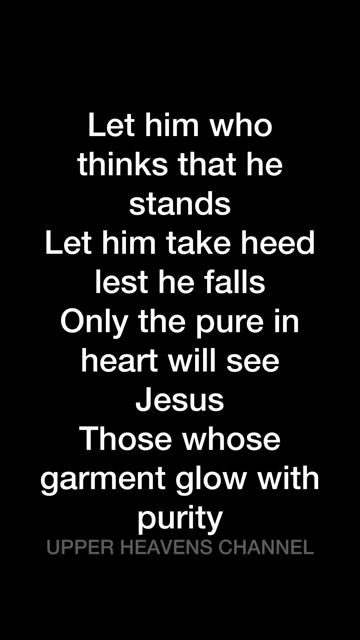 Let him who
thinks that he
stands
Let him take heed
lest he falls
Only the pure in
heart will see
Jesus
Those whose
garment glow with
purity
UPPER HEAVENS CHANNEL